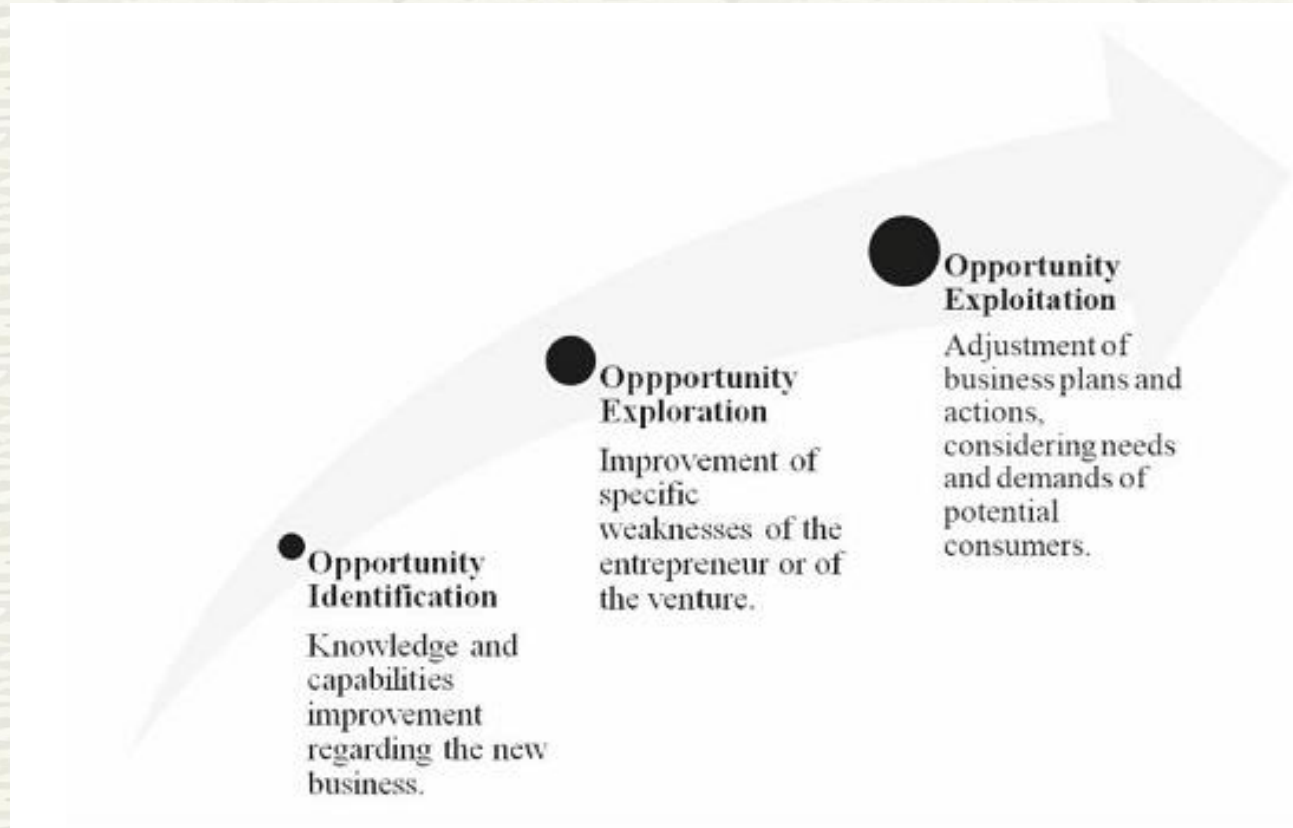 Opportunity
Identification
Knowledge and
capabilities
improvement
regarding the new
business.
Oppportunity
Exploration
Improvement of
specific
weaknesses of the
entrepreneur or of
the venture.
Opportunity
Exploitation
Adjustment of
business plans and
actions,
considering needs
and demands of
potential
consumers.